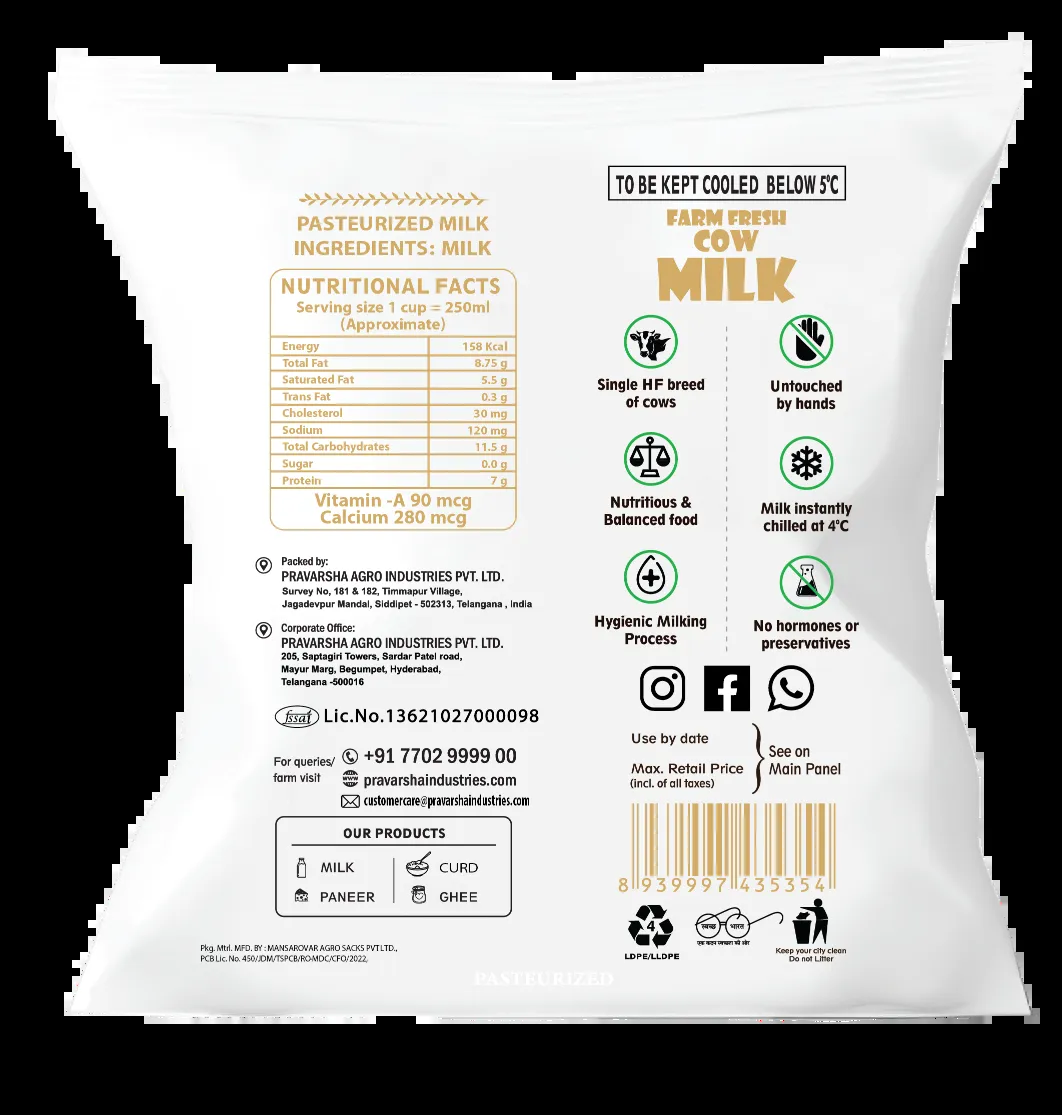 PASTEURIZED MILK
INGREDIENTS: MILK
NUTRITIONAL FACTS
Serving size 1 cup = 250ml
(Approximate)
Energy 158 Kcal
Total Fat 8.75 g
Saturated Fat 5.5 g
Trans Fat 0.3 g
Cholesterol 30 mg
Sodium 120 mg
Total Carbohydrates 11.5 g
Sugar 0.0 g
Protein 7 g
Vitamin -A 90 mcg
Calcium 280 mcg
Packed by:
PRAVARSHA AGRO INDUSTRIES PVT. LTD.
Survey No, 181 & 182, Timmapur Village,
Jagadevpur Mandal, Siddipet - 502313, Telangana , India
Corporate Office:
PRAVARSHA AGRO INDUSTRIES PVT. LTD.
205, Saptagiri Towers, Sardar Patel road,
Mayur Marg, Begumpet, Hyderabad,
Telangana -500016
fssai Lic.No.13621027000098
For queries/
farm visit
+91 7702 9999 00
www pravarshaindustries.com
customercare@pravarshaindustries.com
OUR PRODUCTS
MILK
CURD
PANEER
GHEE
Pkg. Mtrl. MFD. BY : MANSAROVAR AGRO SACKS PVT LTD.,
PCB Lic. No. 450/JDM/TSPCB/ROMDC/CFO/2022,
TO BE KEPT COOLED BELOW 5°C
FARM FRESH
COW
MILK
Single HF breed
of cows
Untouched
by hands
Nutritious &
Balanced food
Milk instantly
chilled at 4°C
Hygienic Milking
Process
No hormones or
preservatives
Use by date
Max. Retail Price
(incl. of all taxes)
See on
Main Panel
8 939997 435354
4
LDPE/LLDPE
स्वच्छ भारत
एक कदम स्वच्छता की ओर
Keep your city clean
Do not Litter
PASTEURIZED